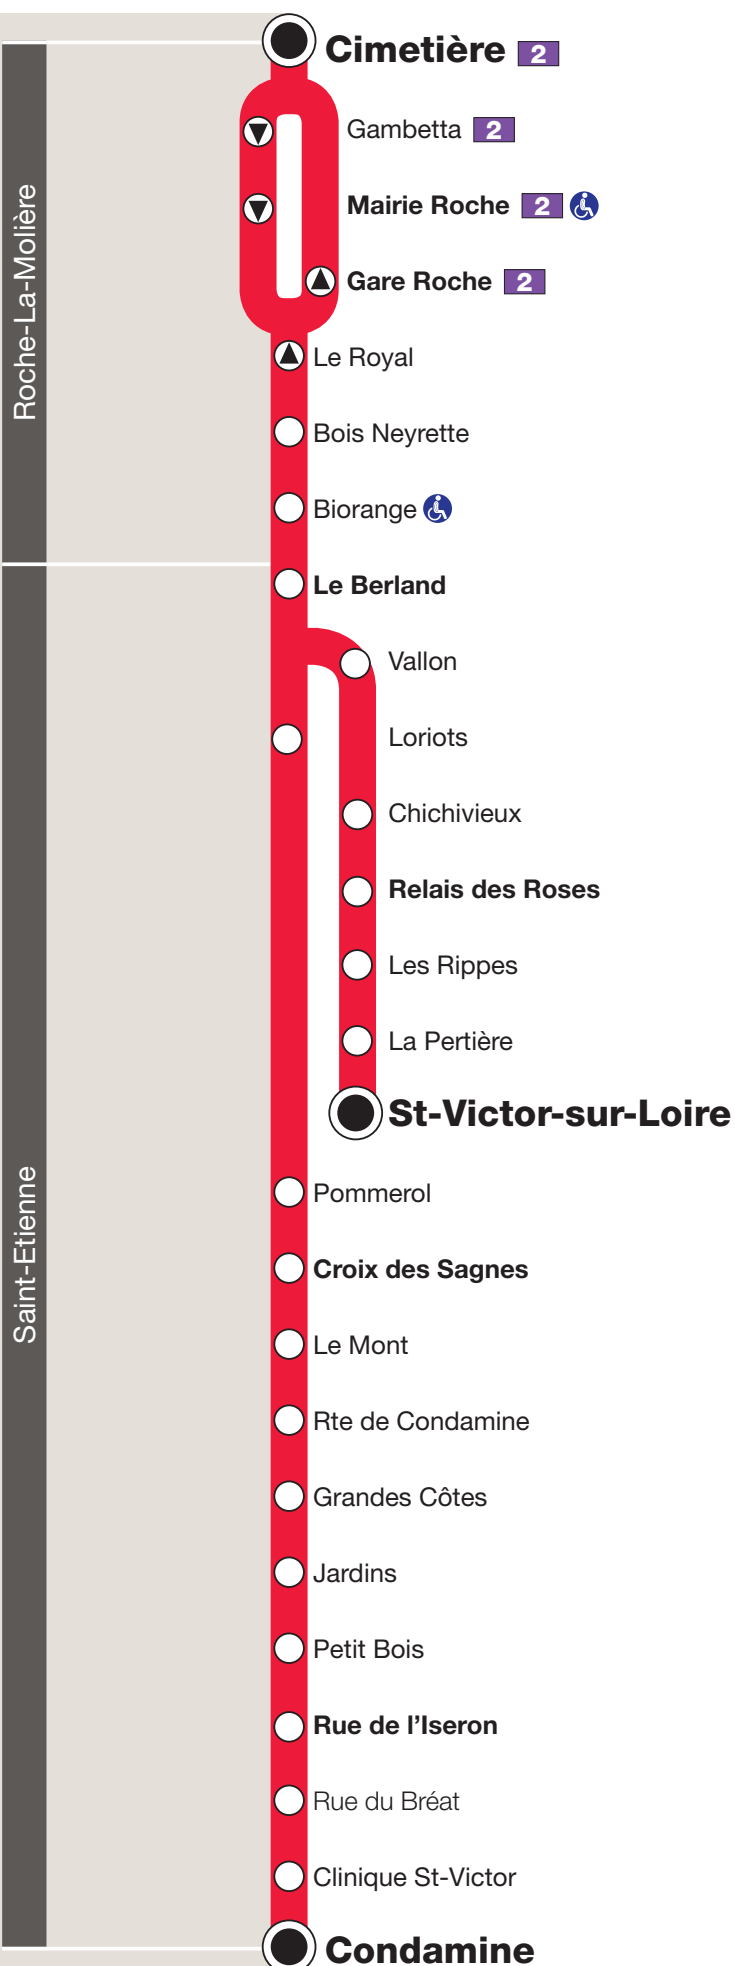 Cimetière 2
Gambetta 2
Mairie Roche 2
Gare Roche 2
Le Royal
Bois Neyrette
Biorange
Le Berland
Vallon
Loriots
Chichivieux
Relais des Roses
Les Rippes
La Pertière
St-Victor-sur-Loire
Pommerol
Croix des Sagnes
Le Mont
Rte de Condamine
Grandes Côtes
Jardins
Petit Bois
Rue de l’Iseron
Rue du Bréat
Clinique St-Victor
Condamine
Roche-La-Molière
Saint-Etienne